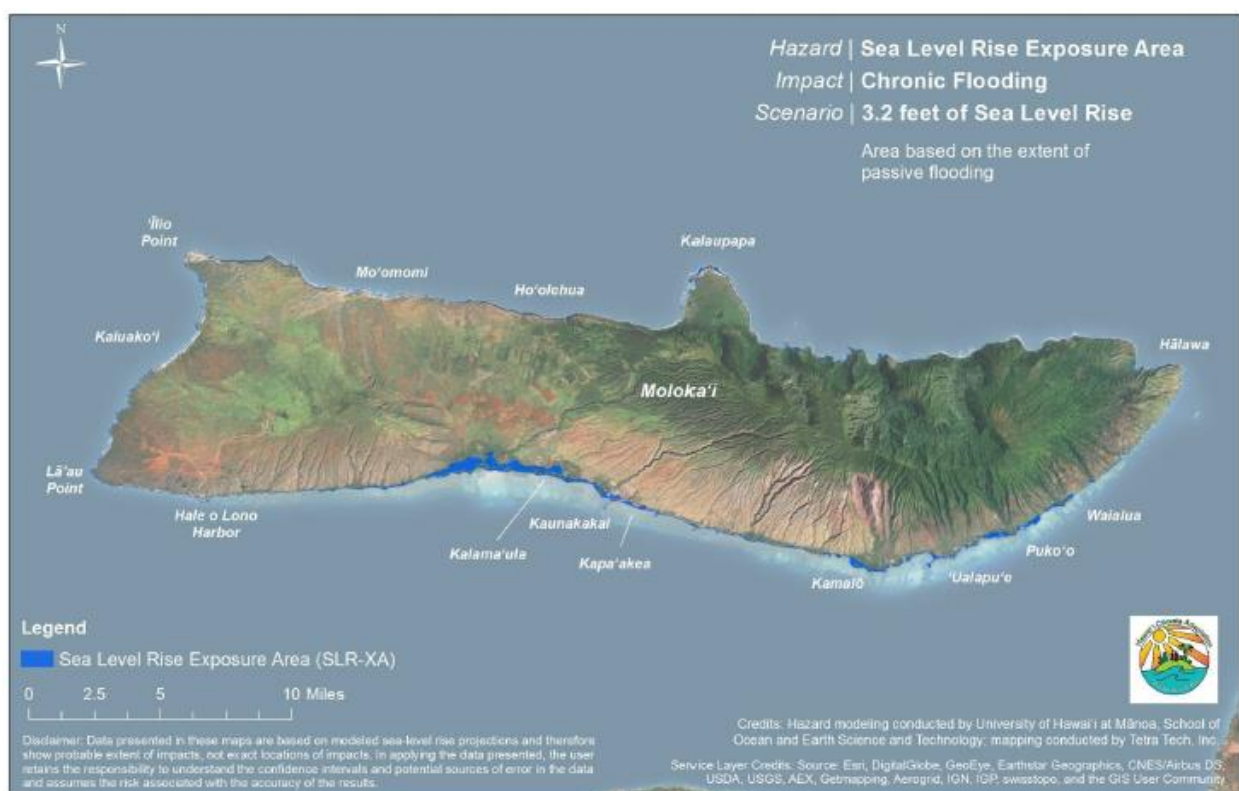 N
Hazard | Sea Level Rise Exposure Area
Impact | Chronic Flooding
Scenario | 3.2 feet of Sea Level Rise
Area based on the extent of
passive flooding
ʻĪlio
Point
Kalaupapa
Moʻomomi
Hoʻolehua
Kaluakoʻi
Hālawa
Molokaʻi
Lāʻau
Point
Hale o Lono
Harbor
Kaunakakai
Kalamaʻula
Kapaʻakea
Waialua
Pukoʻo
ʻUalapuʻe
Kamalō
Legend
Sea Level Rise Exposure Area (SLR-XA)
0 2.5 5 10 Miles
Disclaimer: Data presented in these maps are based on modeled sea-level rise projections and therefore
show probable extent of impacts, not exact locations of impacts. In applying the data presented, the user
retains the responsibility to understand the confidence intervals and potential sources of error in the data
and assumes the risk associated with the accuracy of the results.
Credits: Hazard modeling conducted by University of Hawaiʻi at Mānoa, School of
Ocean and Earth Science and Technology; mapping conducted by Tetra Tech, Inc.
Service Layer Credits: Source: Esri, DigitalGlobe, GeoEye, Earthstar Geographics, CNES/Airbus DS,
USDA, USGS, AEX, Getmapping, Aerogrid, IGN, IGP, swisstopo, and the GIS User Community